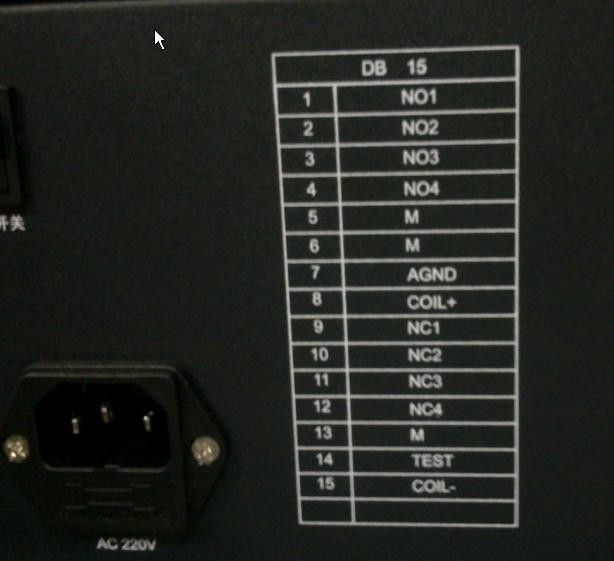 DB 15
1 NO1
2 NO2
3 NO3
4 NO4
5 M
6 M
7 AGND
8 COIL+
9 NC1
10 NC2
11 NC3
12 NC4
13 M
14 TEST
15 COIL-
开关
AC 220V